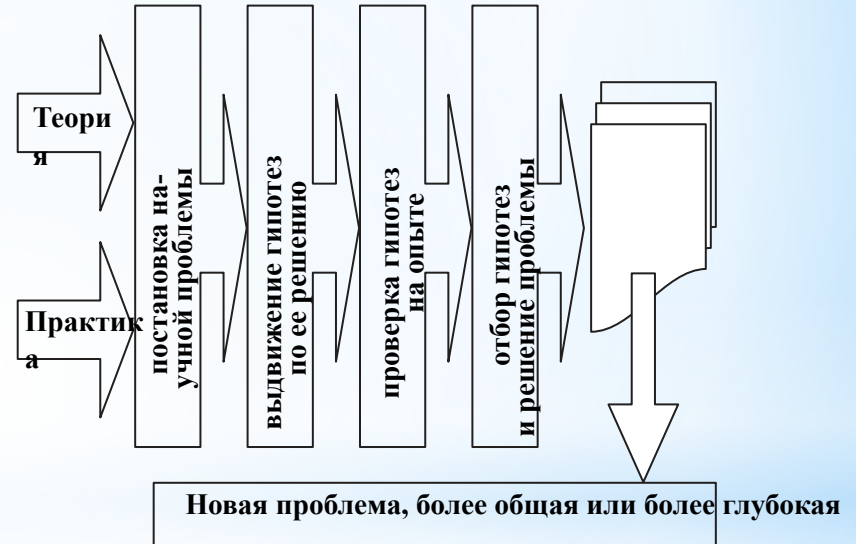 Теори
я
Практик
а
постановка на-
учной проблемы
выдвижение гипотез
по ее решению
проверка гипотез
на опыте
отбор гипотез
и решение проблемы
Новая проблема, более общая или более глубокая